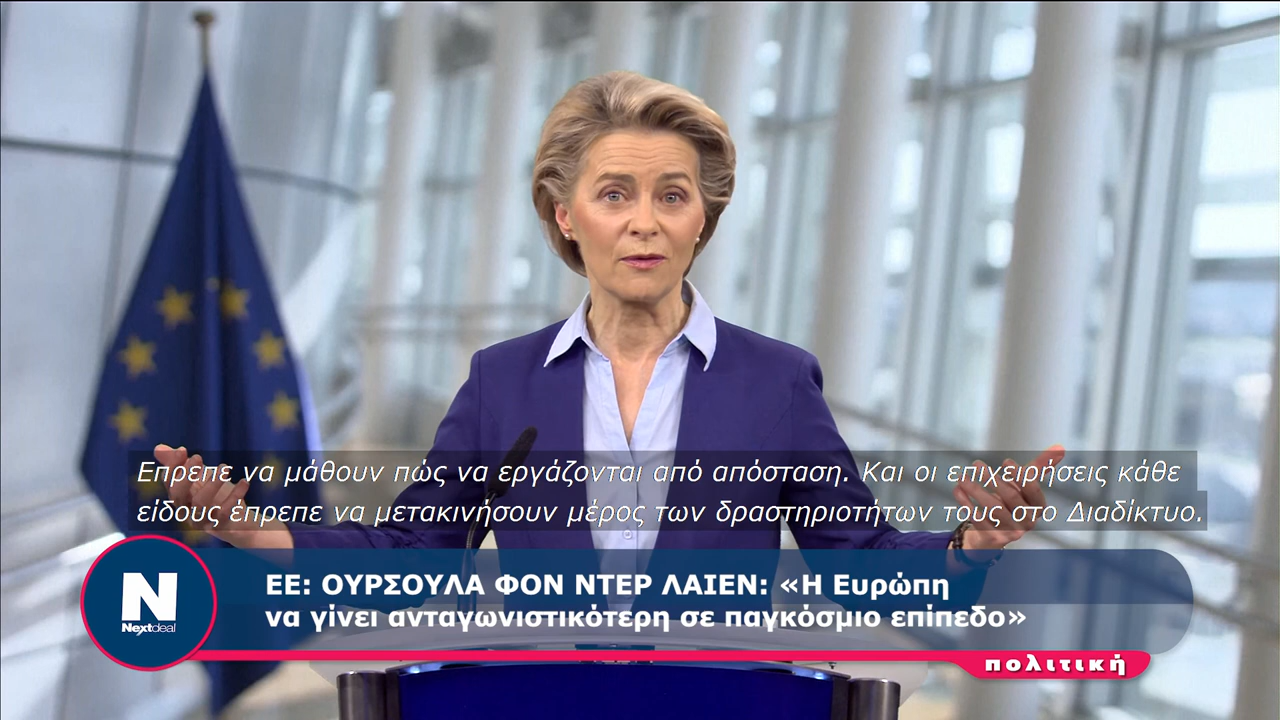 Επρεπε να μάθουν πώς να εργάζονται από απόσταση. Και οι επιχειρήσεις κάθε
είδους έπρεπε να μετακινήσουν μέρος των δραστηριοτήτων τους στο Διαδίκτυο.
N
Nextdeal
ΕΕ: ΟΥΡΣΟΥΛΑ ΦΟΝ ΝΤΕΡ ΛΑΙΕΝ: «Η Ευρώπη
να γίνει ανταγωνιστικότερη σε παγκόσμιο επίπεδο»
πολιτική